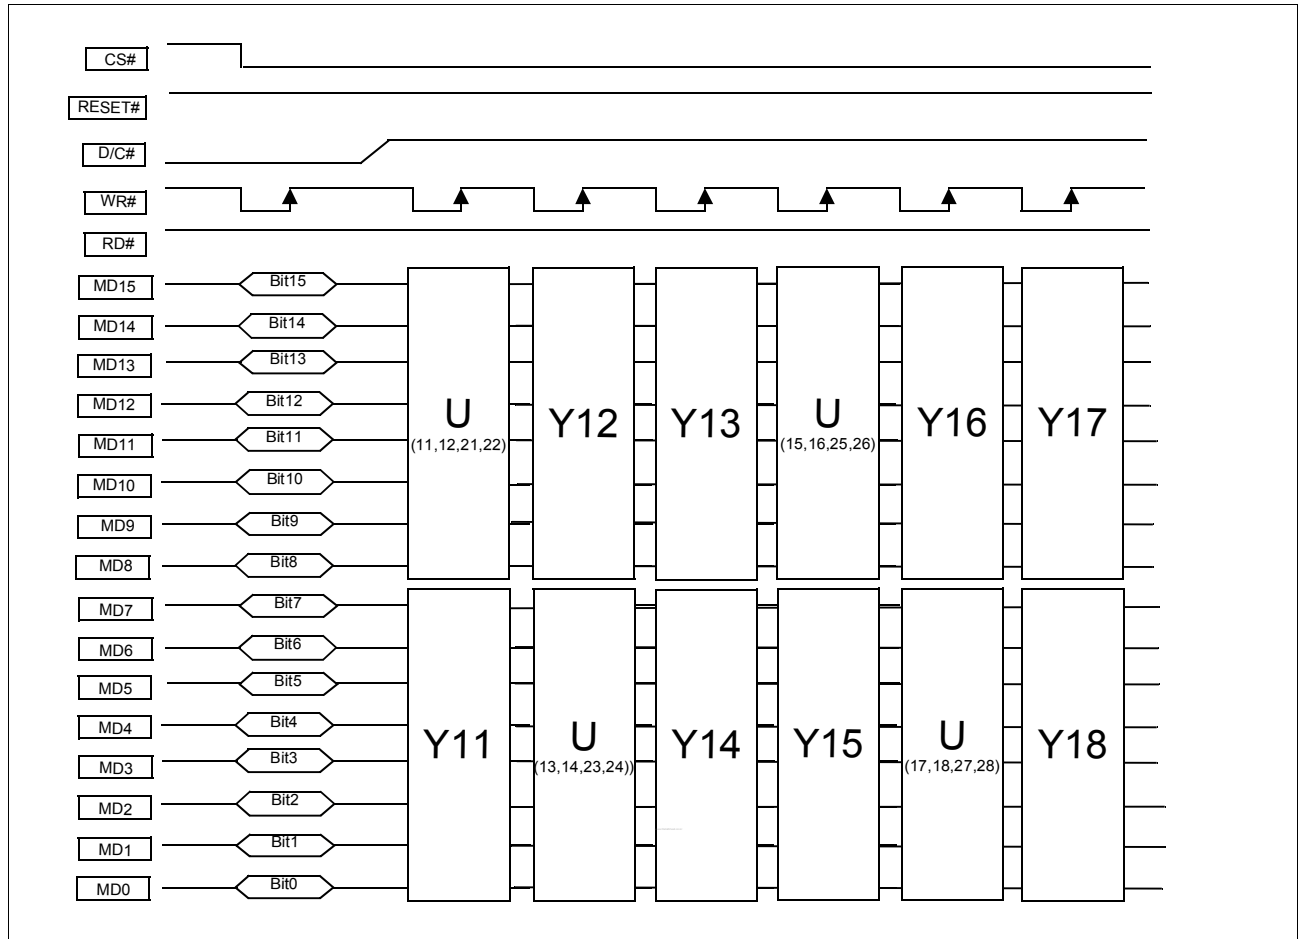 CS#
RESET#
D/C#
WR#
RD#
MD15 Bit15
MD14 Bit14
MD13 Bit13
MD12 Bit12
MD11 Bit11
MD10 Bit10
MD9 Bit9
MD8 Bit8
U Y12 Y13 U Y16 Y17
(11,12,21,22) (15,16,25,26)
MD7 Bit7
MD6 Bit6
MD5 Bit5
MD4 Bit4
MD3 Bit3
MD2 Bit2
MD1 Bit1
MD0 Bit0
Y11 U Y14 Y15 U Y18
(13,14,23,24)) (17,18,27,28)